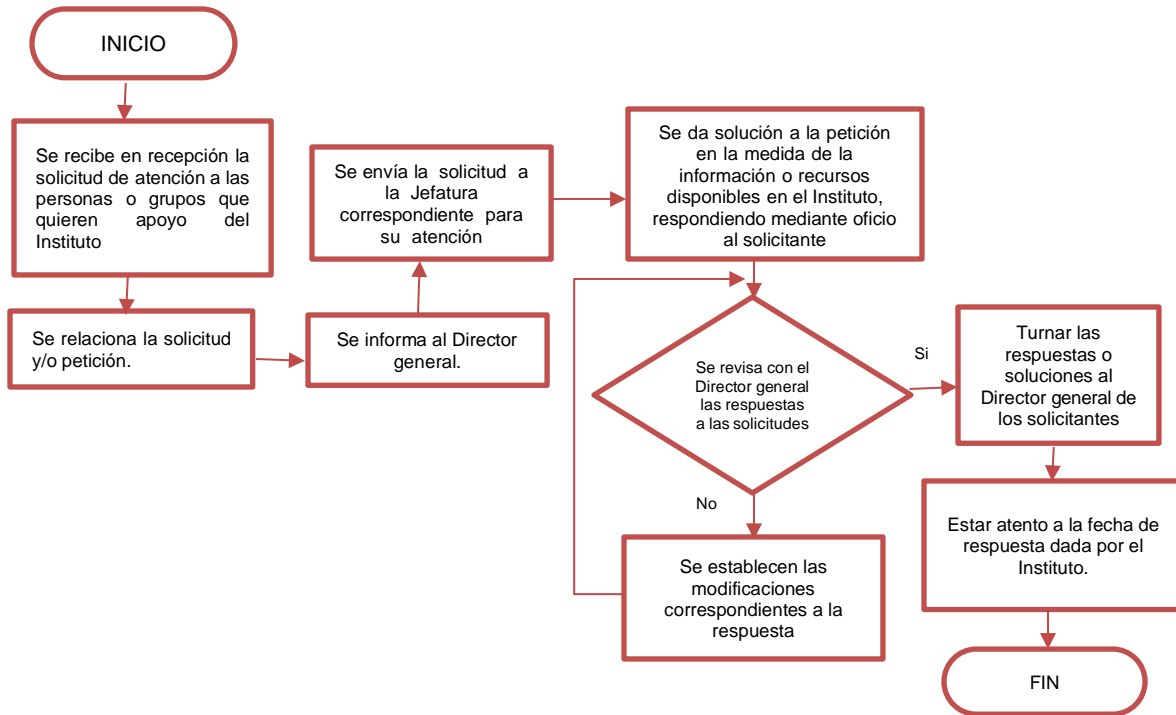 INICIO
Se recibe en recepción la
solicitud de atención a las
personas o grupos que
quieren apoyo del
Instituto
Se relaciona la solicitud
y/o petición.
Se informa al Director
general.
Se envía la solicitud a
la Jefatura
correspondiente para
su atención
Se da solución a la petición
en la medida de la
información o recursos
disponibles en el Instituto,
respondiendo mediante oficio
al solicitante
Se revisa con el
Director general
las respuestas
a las solicitudes
Si
No
Se establecen las
modificaciones
correspondientes a la
respuesta
Turnar las
respuestas o
soluciones al
Director general de
los solicitantes
Estar atento a la fecha de
respuesta dada por el
Instituto.
FIN